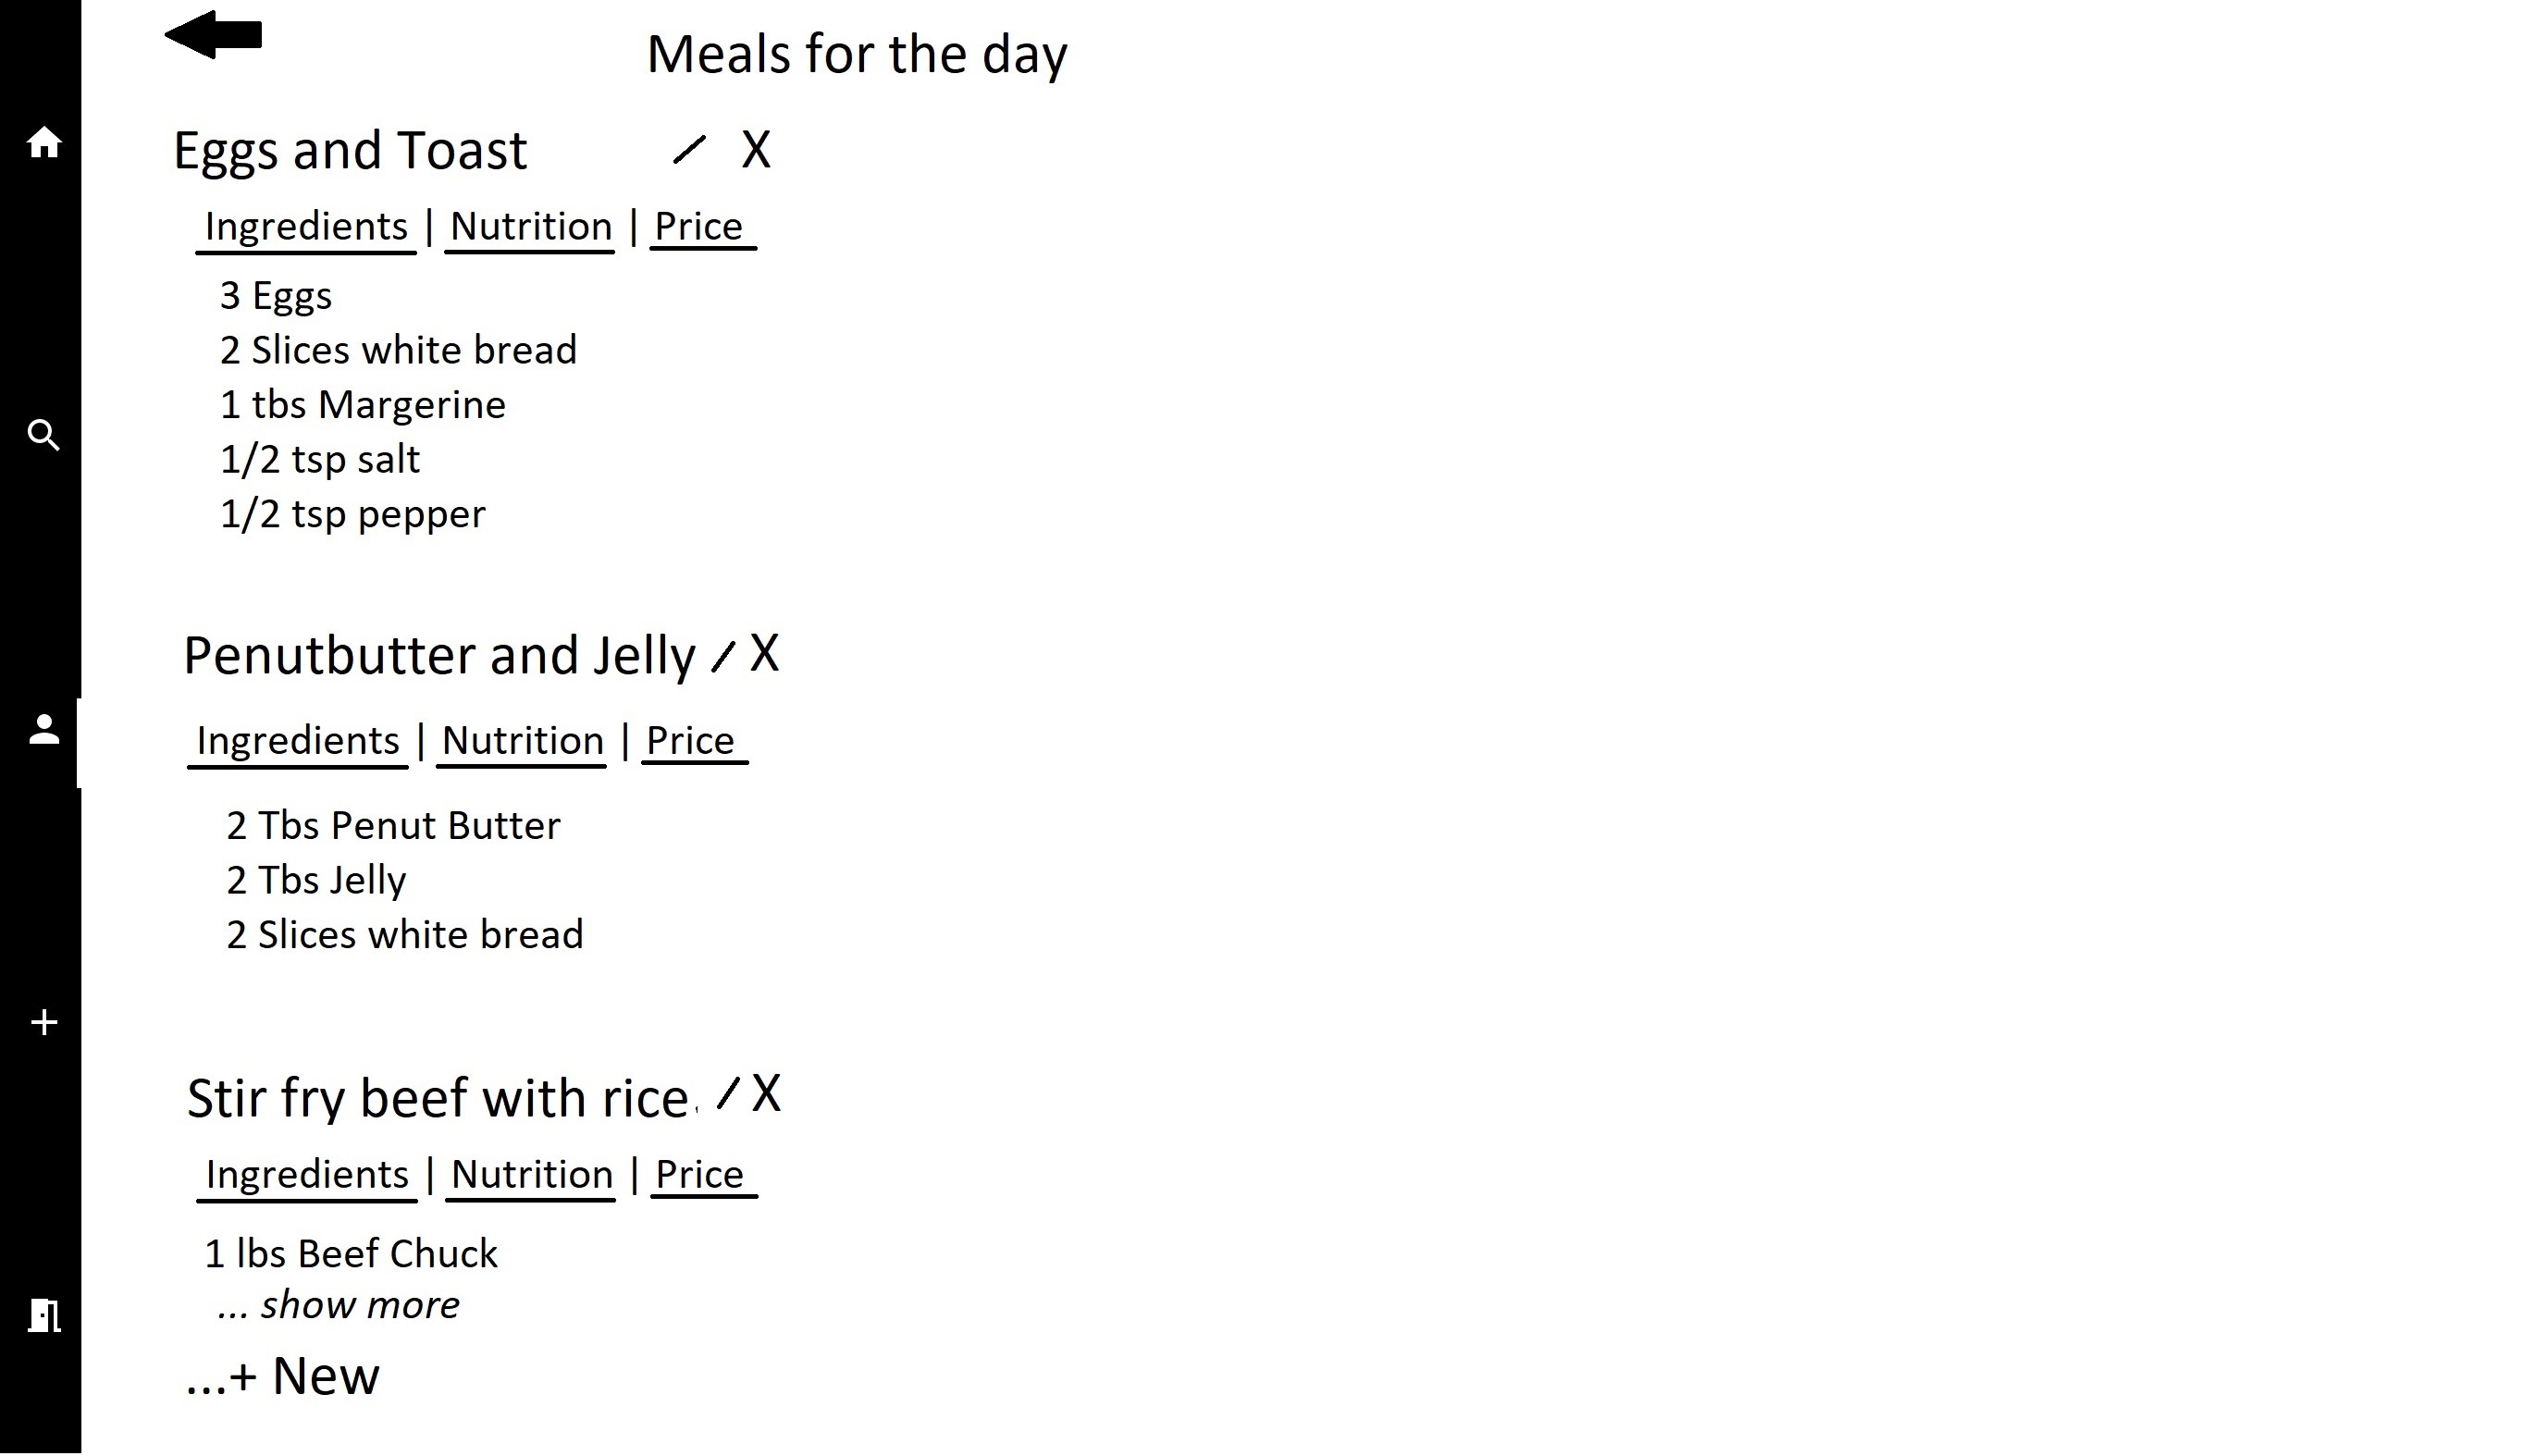 Meals for the day
Eggs and Toast / X
Ingredients | Nutrition | Price
3 Eggs
2 Slices white bread
1 tbs Margerine
1/2 tsp salt
1/2 tsp pepper
Penutbutter and Jelly / X
Ingredients | Nutrition | Price
2 Tbs Penut Butter
2 Tbs Jelly
2 Slices white bread
Stir fry beef with rice / X
Ingredients | Nutrition | Price
1 lbs Beef Chuck
... show more
...+ New